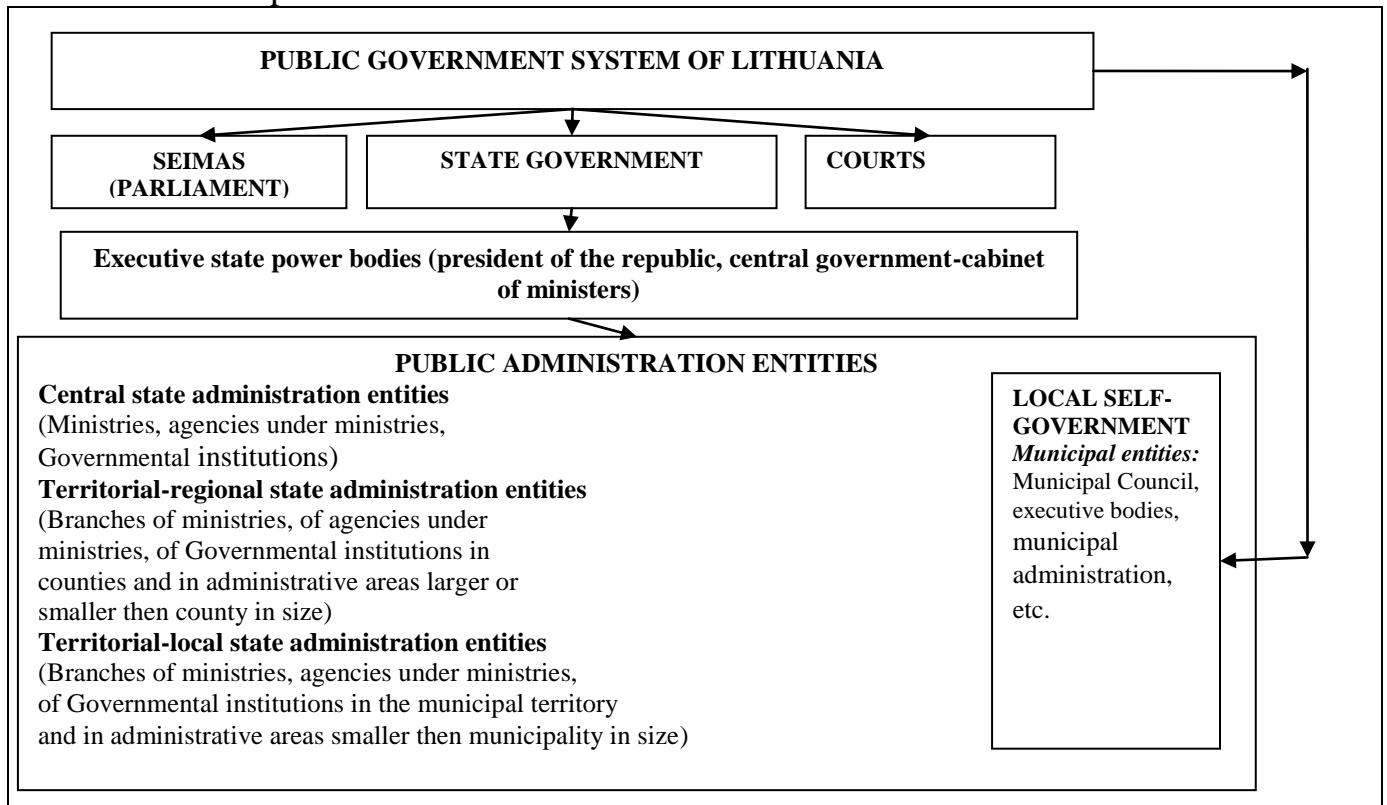 PUBLIC GOVERNMENT SYSTEM OF LITHUANIA
SEIMAS
(PARLIAMENT)
STATE GOVERNMENT
COURTS
Executive state power bodies (president of the republic, central government-cabinet
of ministers)
PUBLIC ADMINISTRATION ENTITIES
Central state administration entities
(Ministries, agencies under ministries,
Governmental institutions)
Territorial-regional state administration entities
(Branches of ministries, of agencies under
ministries, of Governmental institutions in
counties and in administrative areas larger or
smaller then county in size)
Territorial-local state administration entities
(Branches of ministries, agencies under ministries,
of Governmental institutions in the municipal territory
and in administrative areas smaller then municipality in size)
LOCAL SELF-
GOVERNMENT
Municipal entities:
Municipal Council,
executive bodies,
municipal
administration,
etc.